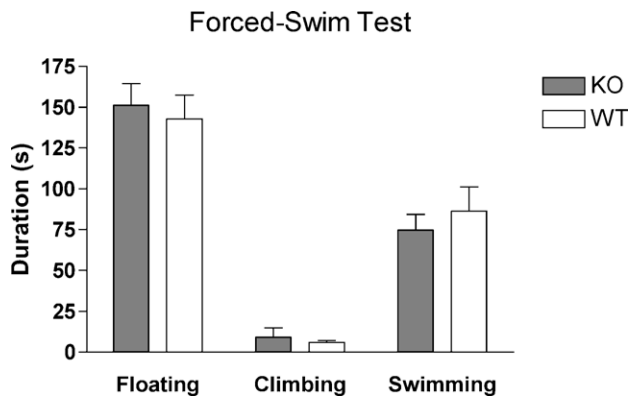 Forced-Swim Test
Duration (s)
175
150
125
100
75
50
25
0
Floating Climbing Swimming
KO
WT